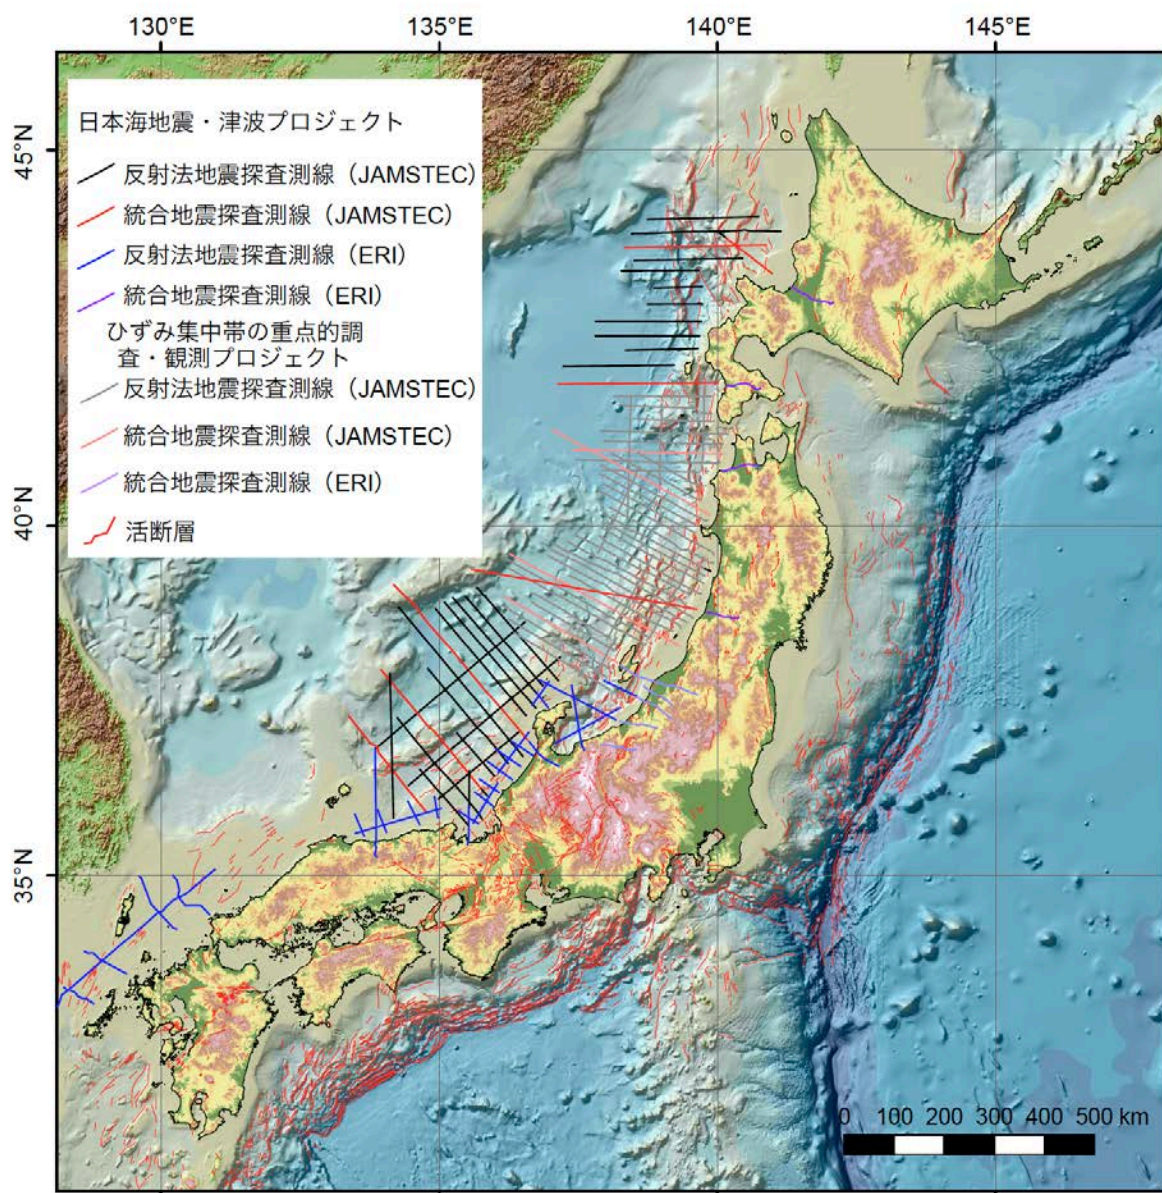 130°E 135°E 140°E 145°E
45°N
40°N
35°N
日本海地震・津波プロジェクト
反射法地震探査測線（JAMSTEC）
統合地震探査測線（JAMSTEC）
反射法地震探査測線（ERI）
統合地震探査測線（ERI）
ひずみ集中帯の重点的調
査・観測プロジェクト
反射法地震探査測線（JAMSTEC）
統合地震探査測線（JAMSTEC）
統合地震探査測線（ERI）
活断層
0 100 200 300 400 500 km